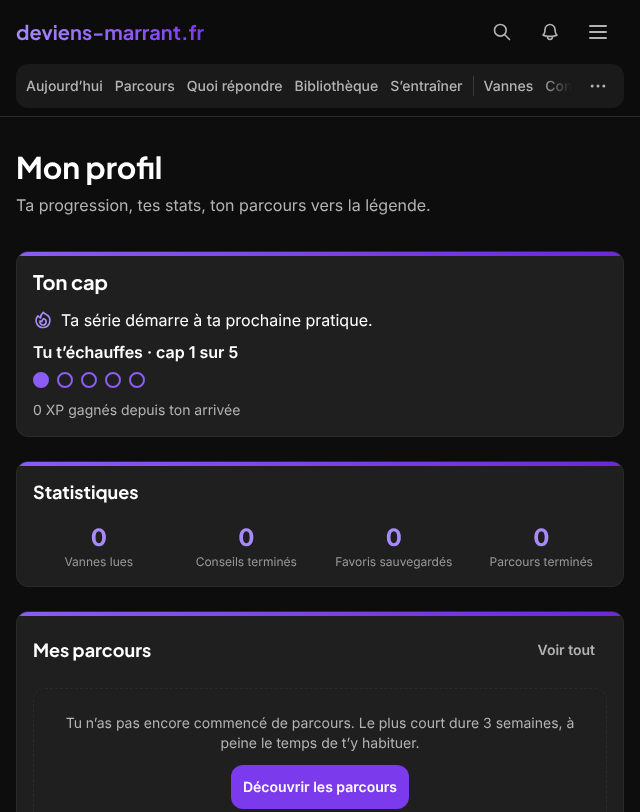 deviens-marrant.fr
Aujourd’hui Parcours Quoi répondre Bibliothèque S’entraîner Vannes
Mon profil
Ta progression, tes stats, ton parcours vers la légende.
Ton cap
Ta série démarre à ta prochaine pratique.
Tu t’échauffes · cap 1 sur 5
0 XP gagnés depuis ton arrivée
Statistiques
0 0 0 0
Vannes lues Conseils terminés Favoris sauvegardés Parcours terminés
Mes parcours Voir tout
Tu n’as pas encore commencé de parcours. Le plus court dure 3 semaines, à
peine le temps de t’y habituer.
Découvrir les parcours